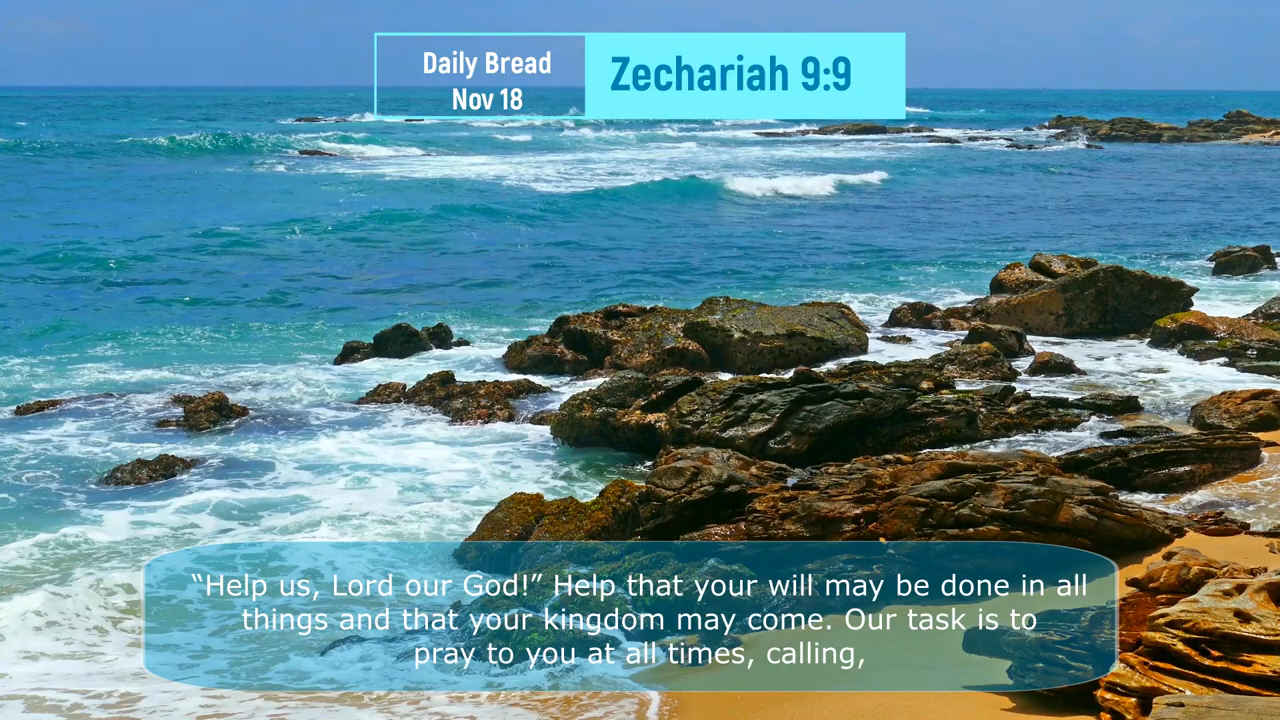 Daily Bread
Nov 18
Zechariah 9:9
“Help us, Lord our God!” Help that your will may be done in all
things and that your kingdom may come. Our task is to
pray to you at all times, calling,